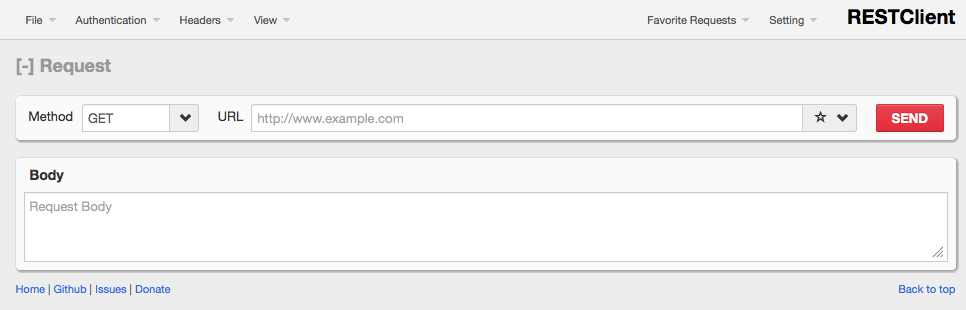 File Authentication Headers View Favorite Requests Setting RESTClient
[-] Request
Method GET URL http://www.example.com SEND
Body
Request Body
Home | Github | Issues | Donate Back to top